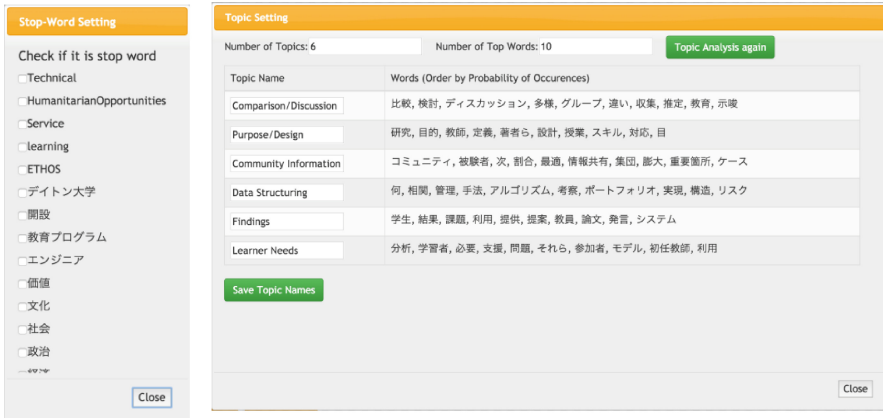 Stop-Word Setting
Check if it is stop word
Technical
HumanitarianOpportunities
Service
learning
ETHOS
デイトン大学
開設
教育プログラム
エンジニア
価値
文化
社会
政治
経済
Close
Topic Setting
Number of Topics: 6 Number of Top Words: 10 Topic Analysis again
Topic Name Words (Order by Probability of Occurences)
Comparison/Discussion 比較, 検討, ディスカッション, 多様, グループ, 違い, 収集, 推定, 教育, 示唆
Purpose/Design 研究, 目的, 教師, 定義, 著者ら, 設計, 授業, スキル, 対応, 目
Community Information コミュニティ, 被験者, 次, 割合, 最適, 情報共有, 集団, 膨大, 重要箇所, ケース
Data Structuring 何, 相関, 管理, 手法, アルゴリズム, 考察, ポートフォリオ, 実現, 構造, リスク
Findings 学生, 結果, 課題, 利用, 提供, 提案, 教員, 論文, 発言, システム
Learner Needs 分析, 学習者, 必要, 支援, 問題, それら, 参加者, モデル, 初任教師, 利用
Save Topic Names
Close